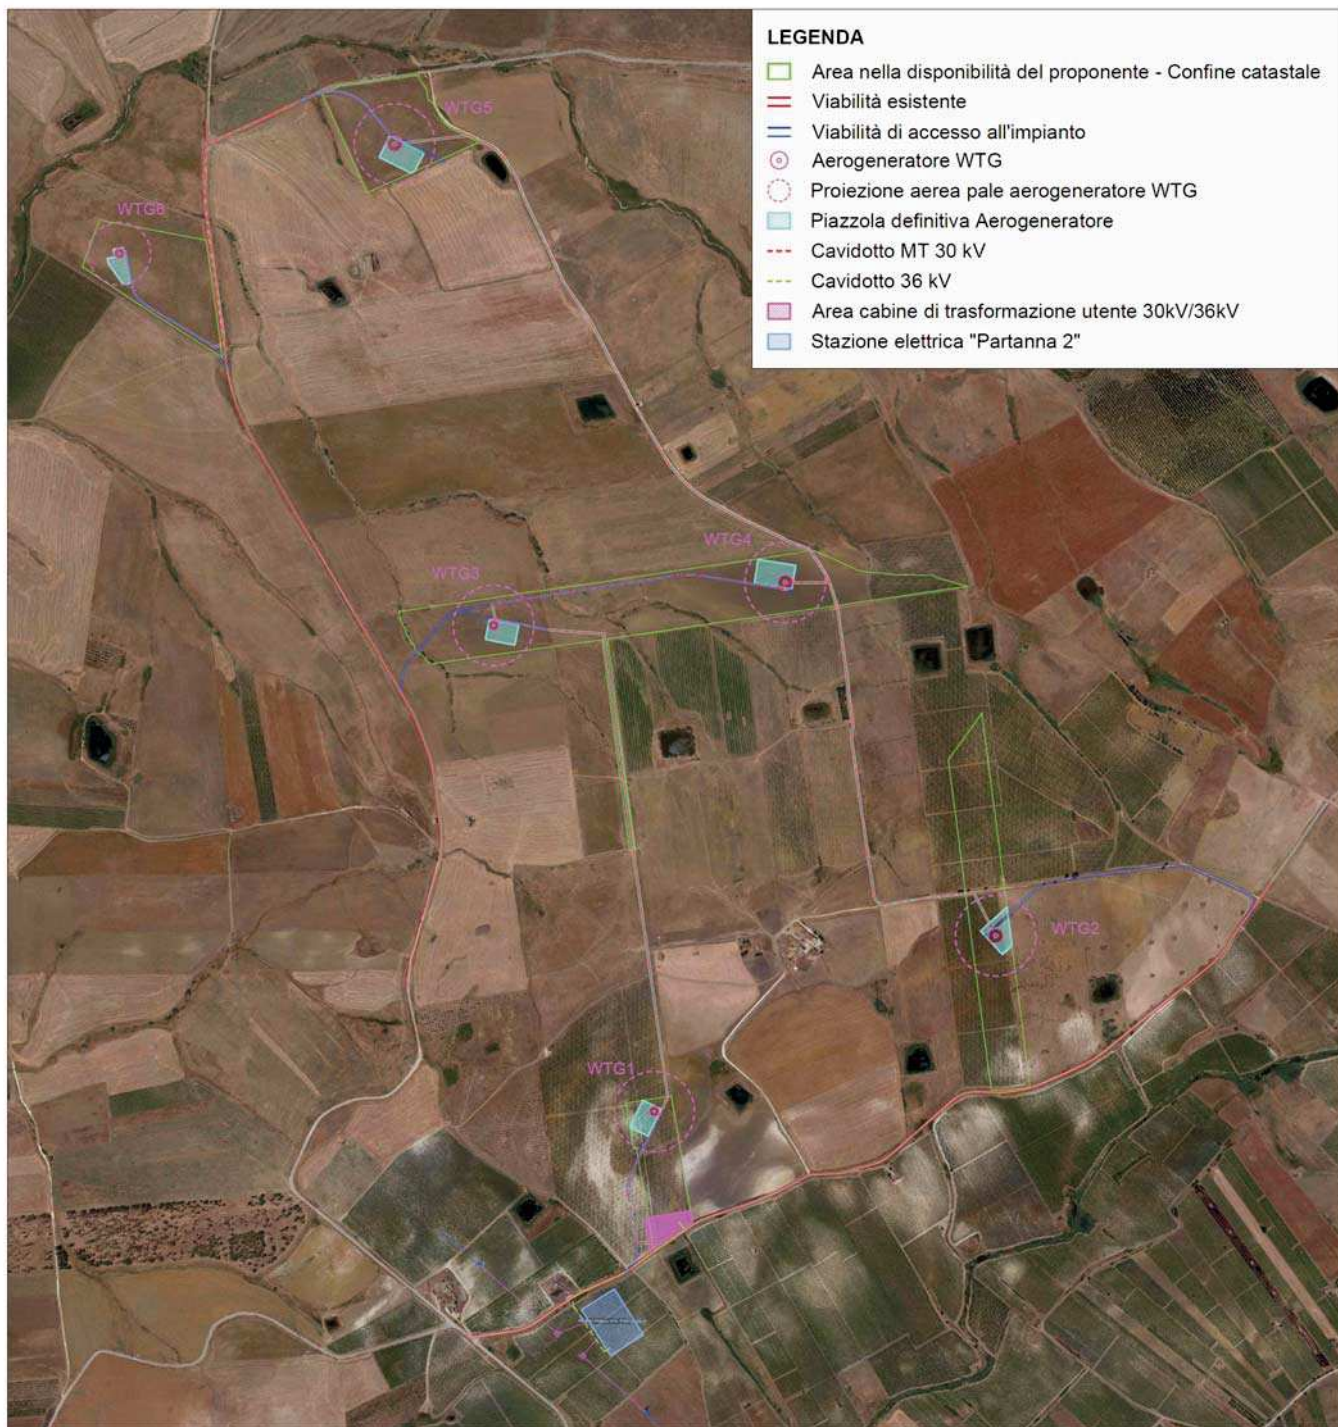 LEGENDA
Area nella disponibilità del proponente - Confine catastale
Viabilità esistente
Viabilità di accesso all'impianto
Aerogeneratore WTG
Proiezione aerea pale aerogeneratore WTG
Piazzola definitiva Aerogeneratore
Cavidotto MT 30 kV
Cavidotto 36 kV
Area cabine di trasformazione utente 30kV/36kV
Stazione elettrica "Partanna 2"
WTG5
WTG6
WTG4
WTG3
WTG2
WTG1